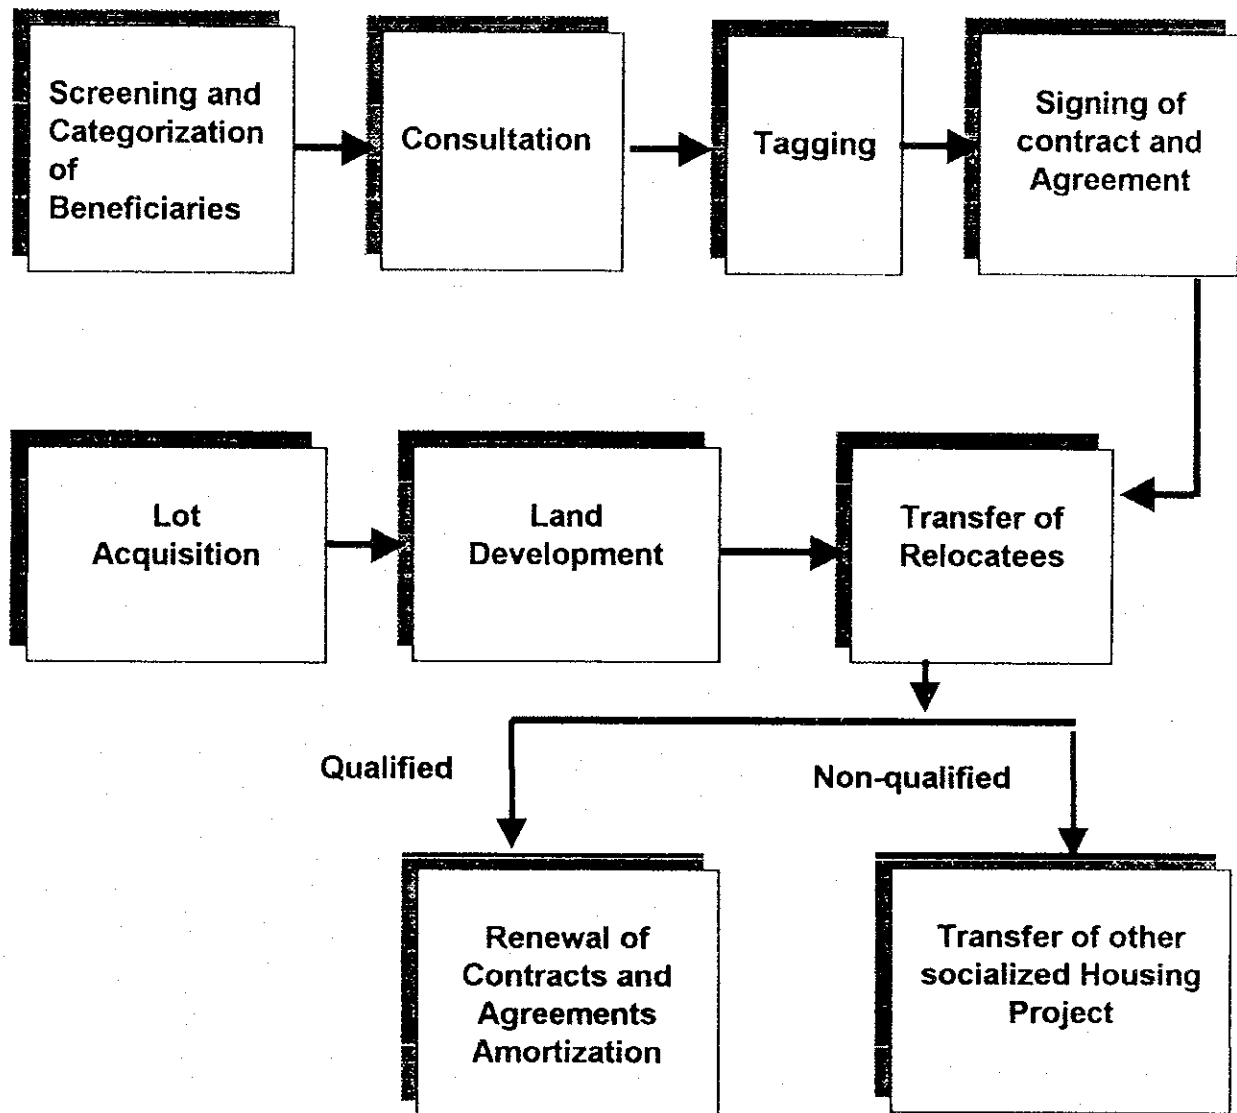 Screening and
Categorization
of
Beneficiaries
Consultation
Tagging
Signing of
contract and
Agreement
Lot
Acquisition
Land
Development
Transfer of
Relocatees
Qualified
Non-qualified
Renewal of
Contracts and
Agreements
Amortization
Transfer of other
socialized Housing
Project